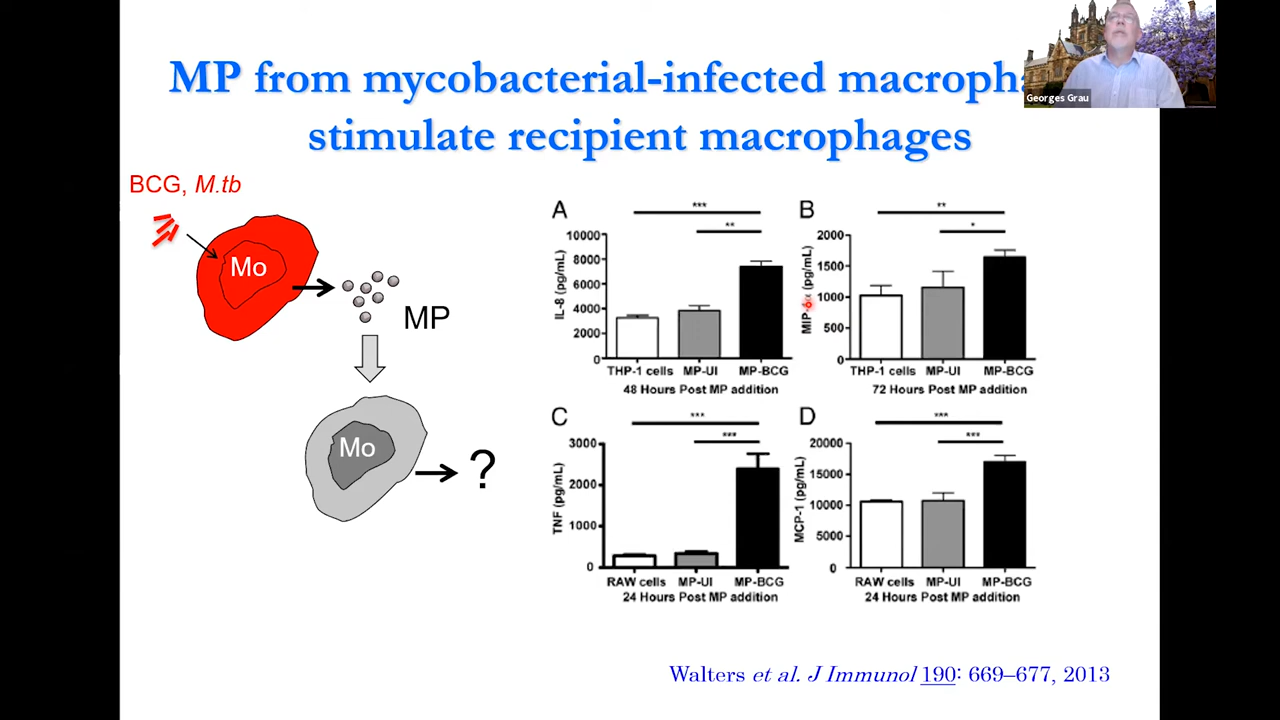 MP from mycobacterial-infected macropha
stimulate recipient macrophages
Georges Grau
BCG, M.tb
Mo
MP
Mo
?
A
***
**
IL-8 (pg/mL)
10000
8000
6000
4000
2000
0
THP-1 cells MP-UI MP-BCG
48 Hours Post MP addition
B
**
*
(pg/mL)
2000
1500
1000
500
0
THP-1 cells MP-UI MP-BCG
72 Hours Post MP addition
C
***
***
TNF (pg/mL)
3000
2000
1000
0
RAW cells MP-UI MP-BCG
24 Hours Post MP addition
D
***
***
MCP-1 (pg/mL)
20000
15000
10000
5000
0
RAW cells MP-UI MP-BCG
24 Hours Post MP addition
Walters et al. J Immunol 190: 669–677, 2013